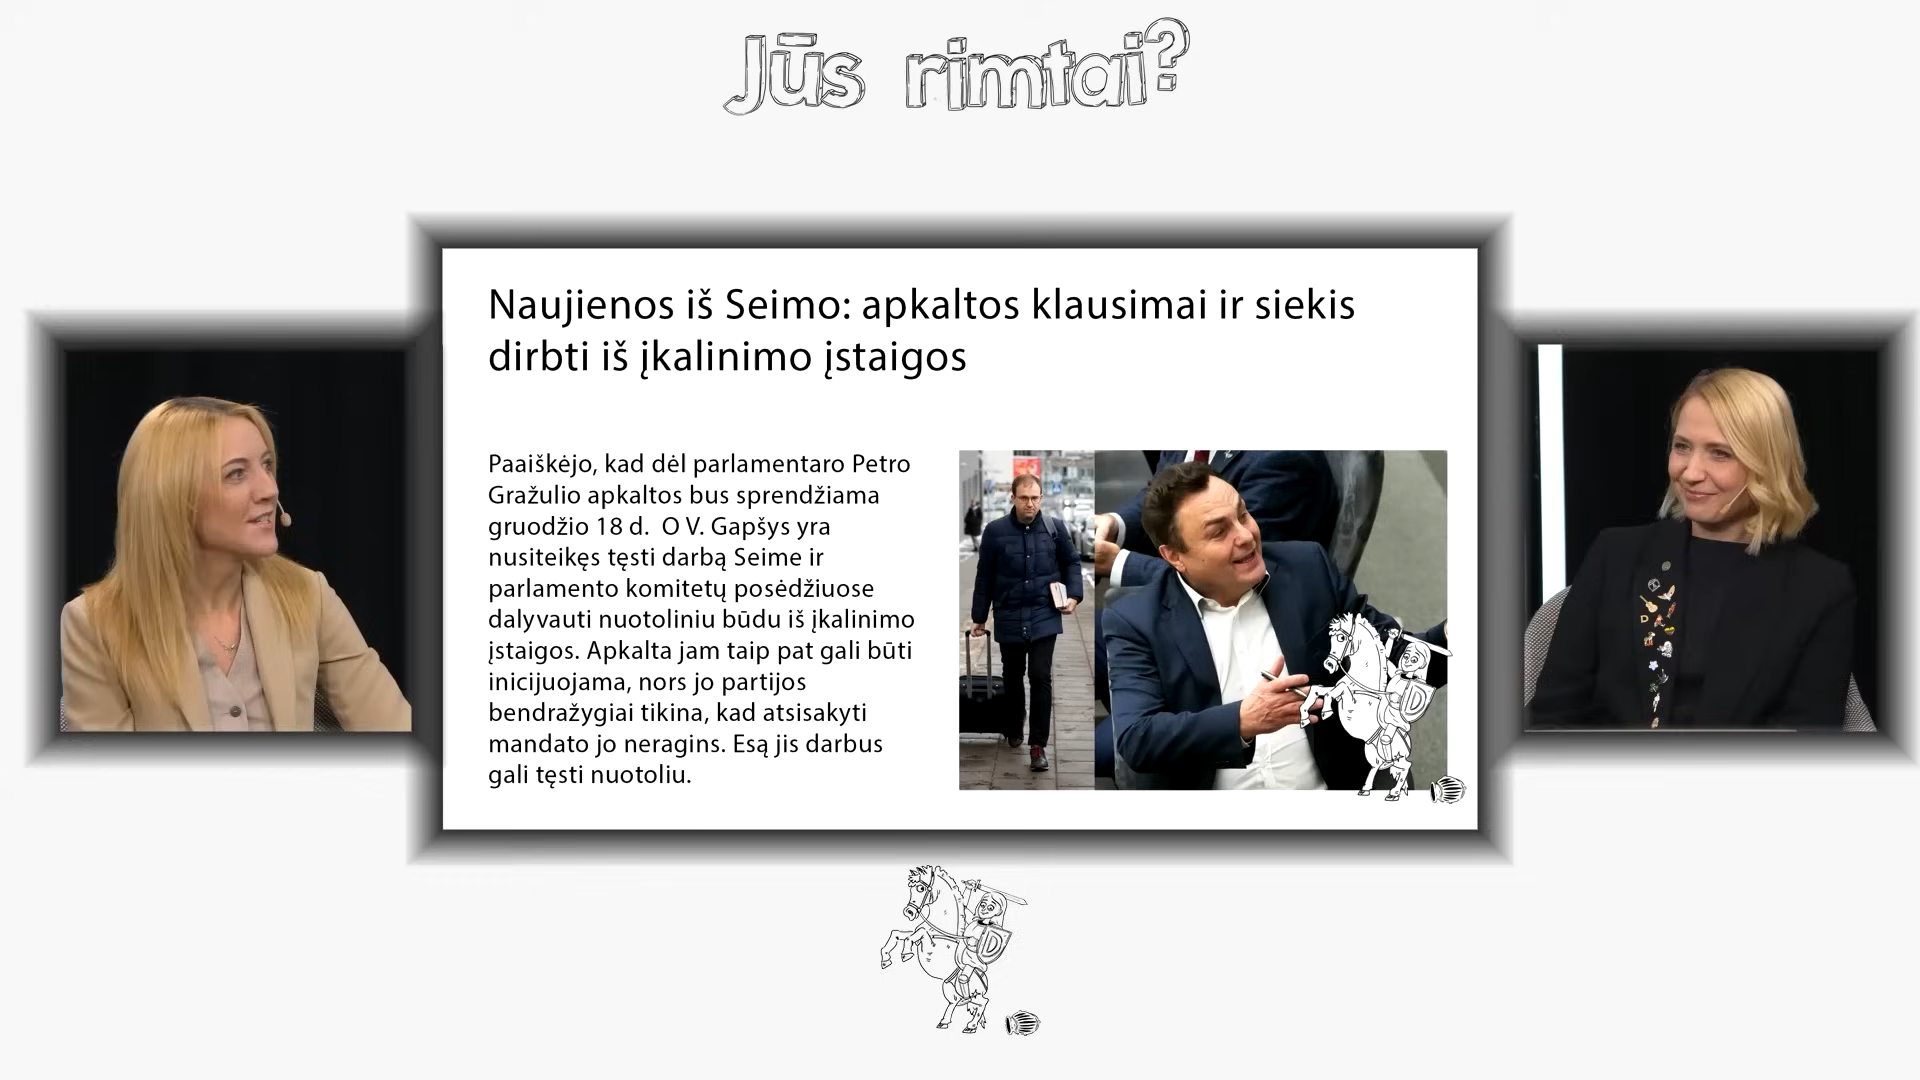 Jūs rimtai?
Naujienos iš Seimo: apkaltos klausimai ir siekis
dirbti iš įkalinimo įstaigos
Paaiškėjo, kad dėl parlamentaro Petro
Gražulio apkaltos bus sprendžiama
gruodžio 18 d. O V. Gapšys yra
nusiteikęs tęsti darbą Seime ir
parlamento komitetų posėdžiuose
dalyvauti nuotoliniu būdu iš įkalinimo
įstaigos. Apkalta jam taip pat gali būti
inicijuojama, nors jo partijos
bendražygiai tikina, kad atsisakyti
mandato jo neragins. Esą jis darbus
gali tęsti nuotoliu.
D
D
D